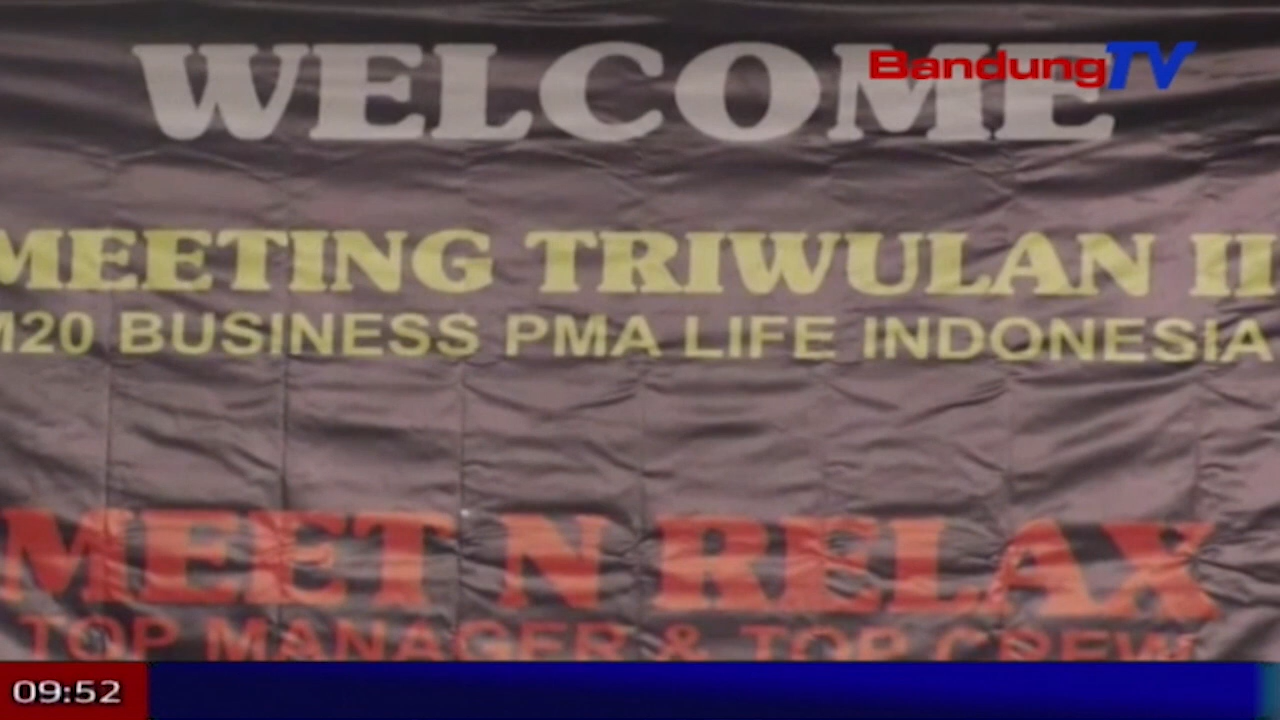 WELCOME
BandungTV
MEETING TRIWULAN II
M20 BUSINESS PMA LIFE INDONESIA
MEET N RELAX
TOP MANAGER & TOP CREW
09:52